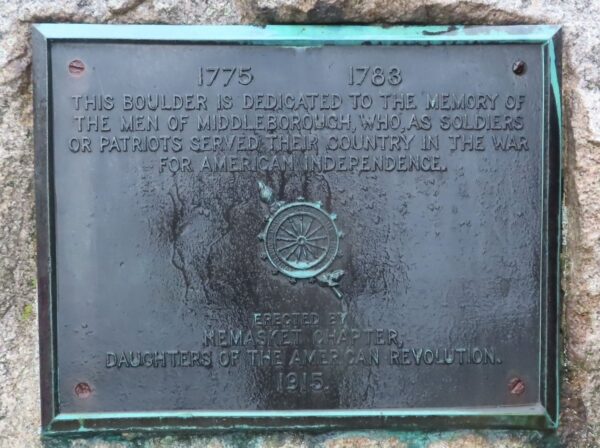 1775 1783
THIS BOULDER IS DEDICATED TO THE MEMORY OF
THE MEN OF MIDDLEBOROUGH, WHO, AS SOLDIERS
OR PATRIOTS SERVED THEIR COUNTRY IN THE WAR
FOR AMERICAN INDEPENDENCE.
ERECTED BY
NEMASKET CHAPTER,
DAUGHTERS OF THE AMERICAN REVOLUTION.
1915.